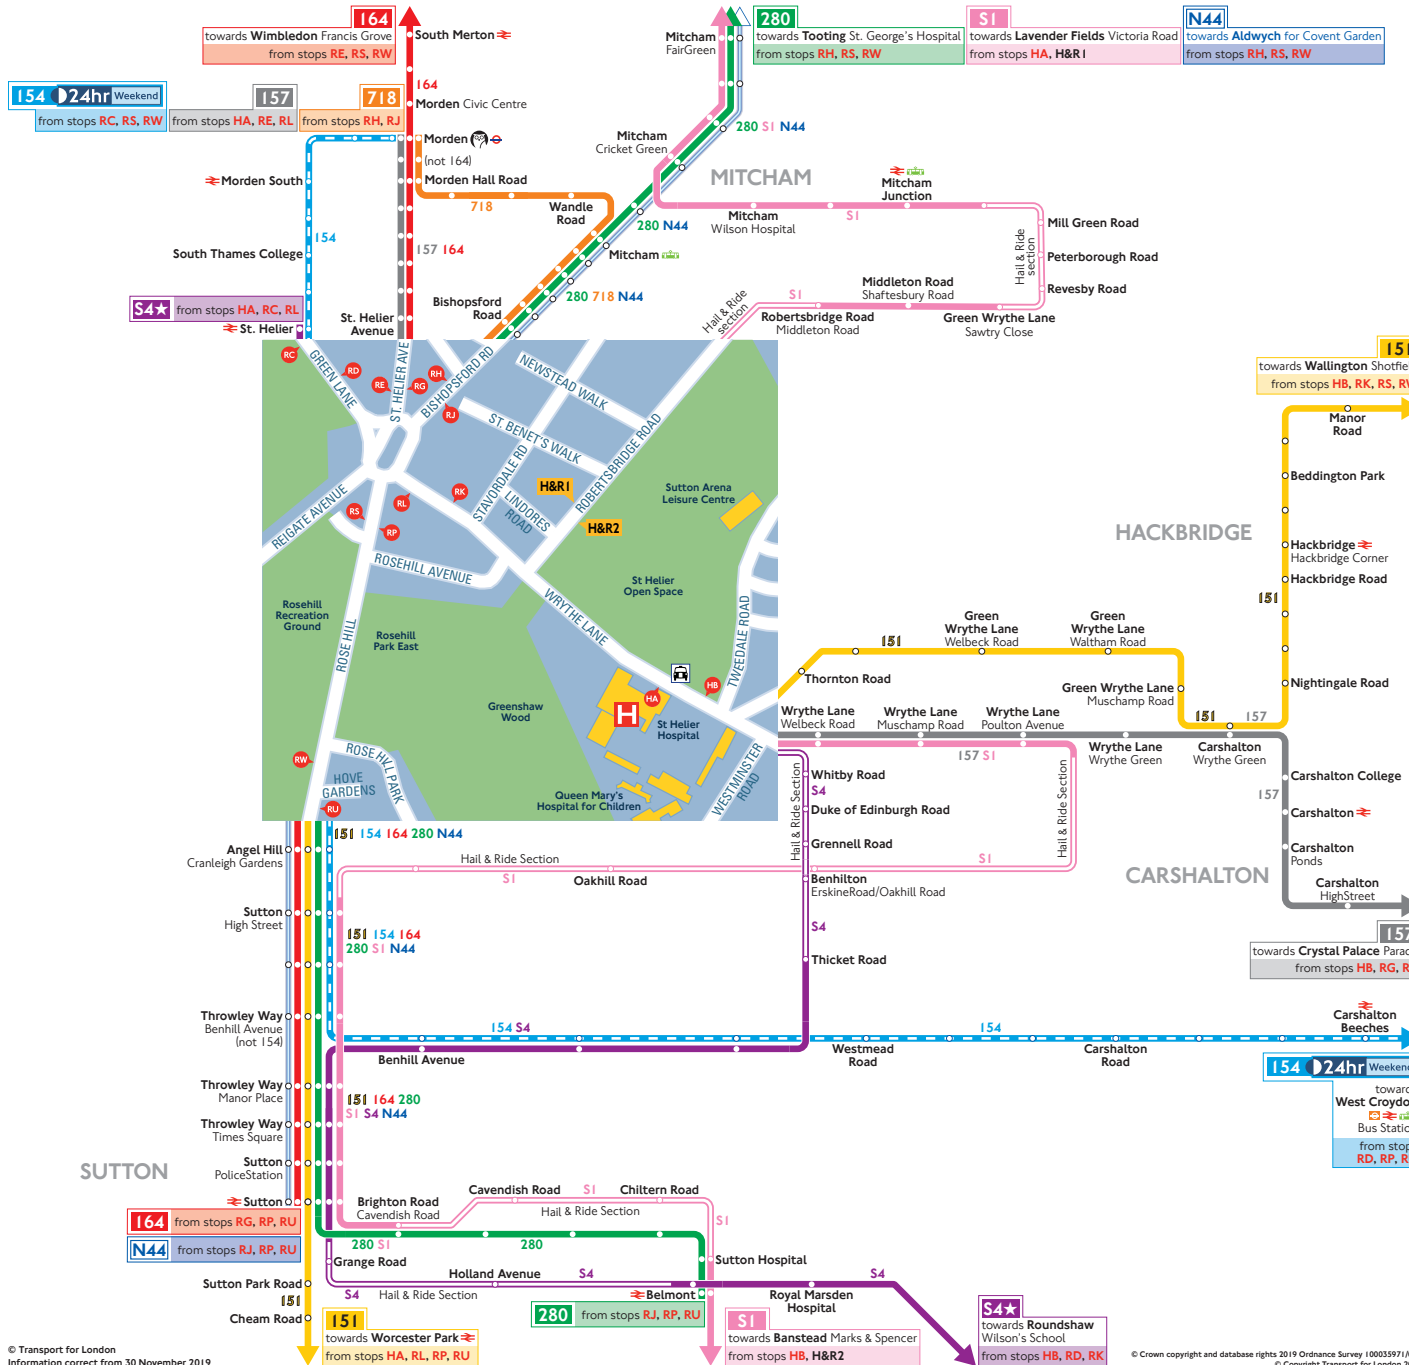 164
towards Wimbledon Francis Grove
from stops RE, RS, RW
South Merton
164
Morden Civic Centre
154 24hr Weekend
from stops RC, RS, RW
157
from stops HA, RE, RL
718
from stops RH, RJ
Morden
(not 164)
Morden Hall Road
718
Wandle
Road
Morden South
154
South Thames College
157 164
S4★ from stops HA, RC, RL
St. Helier
St. Helier
Avenue
Bishopsford
Road
Mitcham
FairGreen
280
towards Tooting St. George's Hospital
from stops RH, RS, RW
S1
towards Lavender Fields Victoria Road
from stops HA, H&R1
N44
towards Aldwych for Covent Garden
from stops RH, RS, RW
280 S1 N44
Mitcham
Cricket Green
MITCHAM
Mitcham
Junction
280 N44
Mitcham
Wilson Hospital
S1
Mitcham
280 718 N44
Mill Green Road
Hail & Ride
section
Peterborough Road
Revesby Road
Middleton Road
Shaftesbury Road
S1
Hail & Ride
section
Robertsbridge Road
Middleton Road
Green Wrythe Lane
Sawtry Close
RC
GREEN LANE
RD
RE
ST. HELIER AVE
RG
RH
BISHOPSFORD RD
RJ
NEWSTEAD WALK
ST. BENET'S WALK
STAVORDALE RD
LINDORES
ROAD
ROBERTSBRIDGE ROAD
H&R1
H&R2
RK
RL
RS
RP
REIGATE AVENUE
ROSEHILL AVENUE
Sutton Arena
Leisure Centre
St Helier
Open Space
WRYTHE LANE
TWEEDALE ROAD
Rosehill
Recreation
Ground
ROSE HILL
Rosehill
Park East
Greenshaw
Wood
HA
HB
H
St Helier
Hospital
Queen Mary's
Hospital for Children
WESTMINSTER
ROAD
RW
ROSE HILL PARK
HOVE
GARDENS
RU
151
towards Wallington
from stops HB, RK, RS,
Manor
Road
Beddington Park
HACKBRIDGE
Hackbridge
Hackbridge Corner
Hackbridge Road
151
Nightingale Road
151
Green
Wrythe Lane
Welbeck Road
Green
Wrythe Lane
Waltham Road
Thornton Road
Green Wrythe Lane
Muschamp Road
151 157
Wrythe Lane
Welbeck Road
Wrythe Lane
Muschamp Road
Wrythe Lane
Poulton Avenue
157 S1
Wrythe Lane
Wrythe Green
Carshalton
Wrythe Green
Carshalton College
157
Carshalton
Carshalton
Ponds
CARSHALTON
Carshalton
HighStreet
157
towards Crystal Palace
from stops HB, RG,
Hail & Ride Section
Whitby Road
S4
Duke of Edinburgh Road
Grennell Road
Hail & Ride Section
S1
Benhilton
ErskineRoad/Oakhill Road
S4
Thicket Road
151 154 164 280 N44
Angel Hill
Cranleigh Gardens
Hail & Ride Section
S1
Oakhill Road
Sutton
High Street
151 154 164
280 S1 N44
Throwley Way
Benhill Avenue
(not 154)
154 S4
Benhill Avenue
154
Westmead
Road
Carshalton
Road
Carshalton
Beeches
154 24hr Weekend
West
from
RD, RP,
Throwley Way
Manor Place
151 164 280
S1 S4 N44
Throwley Way
Times Square
Sutton
PoliceStation
SUTTON
Sutton
164 from stops RG, RP, RU
N44 from stops RJ, RP, RU
Brighton Road
Cavendish Road
Cavendish Road
S1
Chiltern Road
Hail & Ride Section
S1
280 S1
280
Grange Road
Sutton Hospital
Sutton Park Road
151
Cheam Road
Holland Avenue
S4
S4
Hail & Ride Section
Belmont
Royal Marsden
Hospital
S4
151
towards Worcester Park
from stops HA, RL, RP, RU
280 from stops RJ, RP, RU
S1
towards Banstead Marks & Spencer
from stops HB, H&R2
S4★
towards Roundshaw
Wilson's School
from stops HB, RD, RK
© Transport for London
Information correct from 30 November 2019
© Crown copyright and database rights 2019 Ordnance Survey 100035971/
© Copyright Transport for London